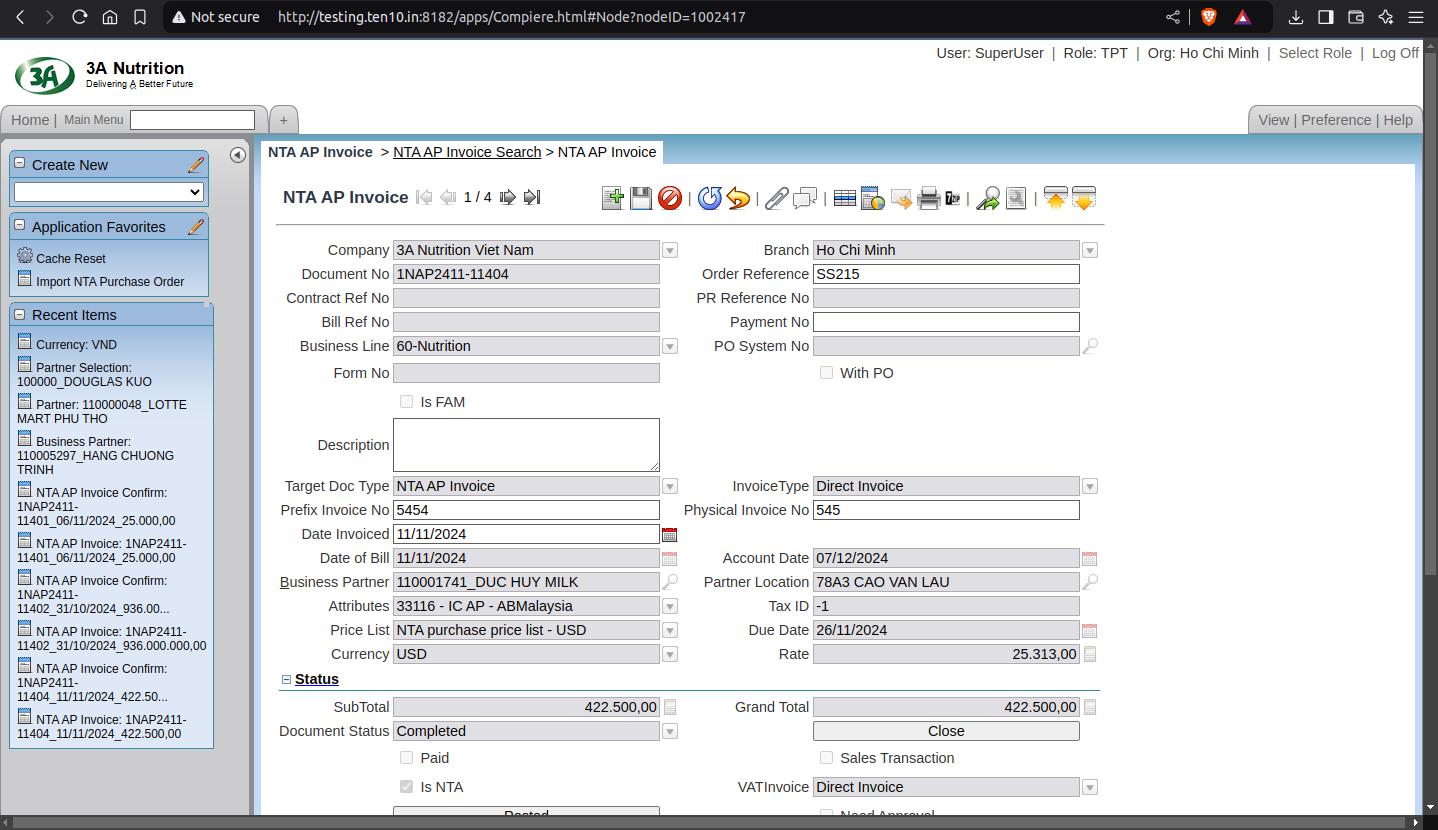 Not secure http://testing.ten10.in:8182/apps/Compiere.html#Node?nodeID=1002417
3A
3A Nutrition
Delivering A Better Future
User: SuperUser | Role: TPT | Org: Ho Chi Minh | Select Role | Log Off
Home | Main Menu
+
View | Preference | Help
Create New
Application Favorites
Cache Reset
Import NTA Purchase Order
Recent Items
Currency: VND
Partner Selection:
100000_DOUGLAS KUO
Partner: 110000048_LOTTE
MART PHU THO
Business Partner:
110005297_HANG CHUONG
TRINH
NTA AP Invoice Confirm:
1NAP2411-
11401_06/11/2024_25.000,00
NTA AP Invoice: 1NAP2411-
11401_06/11/2024_25.000,00
NTA AP Invoice Confirm:
1NAP2411-
11402_31/10/2024_936.00...
NTA AP Invoice: 1NAP2411-
11402_31/10/2024_936.000.000,00
NTA AP Invoice Confirm:
1NAP2411-
11404_11/11/2024_422.50...
NTA AP Invoice: 1NAP2411-
11404_11/11/2024_422.500,00
NTA AP Invoice > NTA AP Invoice Search > NTA AP Invoice
NTA AP Invoice 1 / 4
Company 3A Nutrition Viet Nam Branch Ho Chi Minh
Document No 1NAP2411-11404 Order Reference SS215
Contract Ref No PR Reference No
Bill Ref No Payment No
Business Line 60-Nutrition PO System No
Form No With PO
Is FAM
Description
Target Doc Type NTA AP Invoice InvoiceType Direct Invoice
Prefix Invoice No 5454 Physical Invoice No 545
Date Invoiced 11/11/2024
Date of Bill 11/11/2024 Account Date 07/12/2024
Business Partner 110001741_DUC HUY MILK Partner Location 78A3 CAO VAN LAU
Attributes 33116 - IC AP - ABMalaysia Tax ID -1
Price List NTA purchase price list - USD Due Date 26/11/2024
Currency USD Rate 25.313,00
Status
SubTotal 422.500,00 Grand Total 422.500,00
Document Status Completed Close
Paid Sales Transaction
Is NTA VATInvoice Direct Invoice
Posted Need Approval